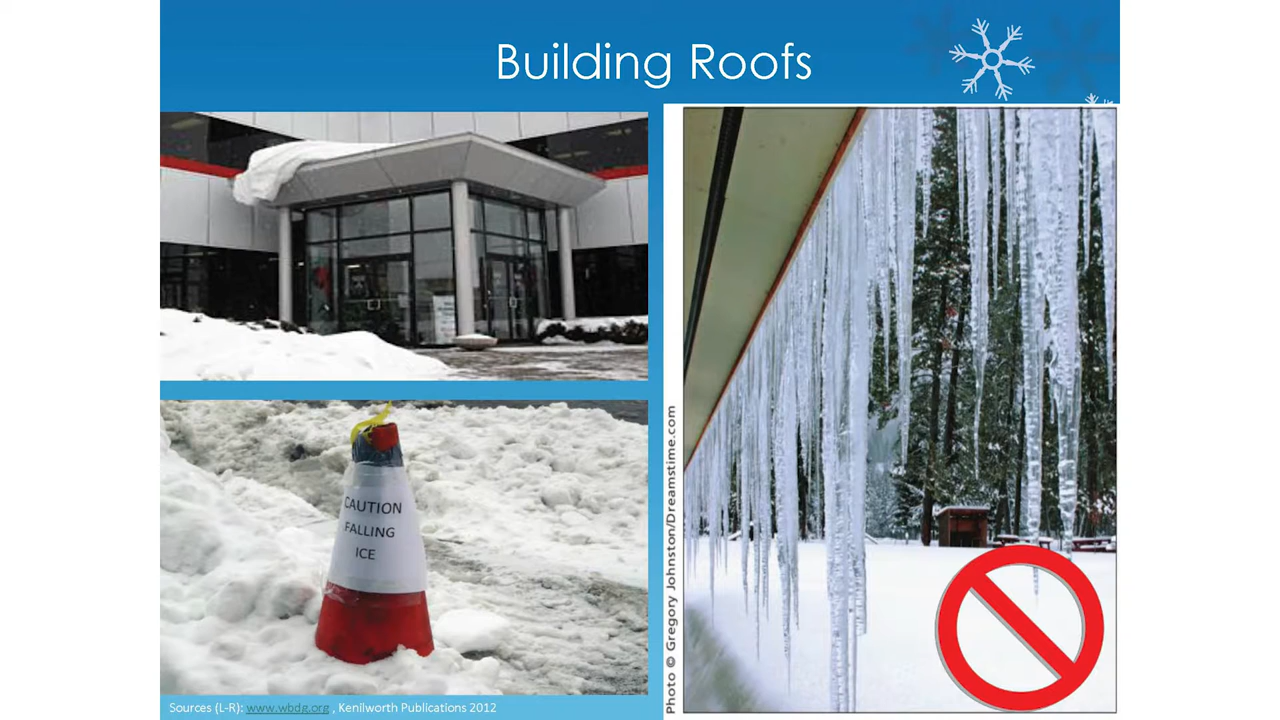 Building Roofs
CAUTION
FALLING
ICE
Photo © Gregory Johnston/Dreamstime.com
Sources (L-R): www.wbdg.org , Kenilworth Publications 2012